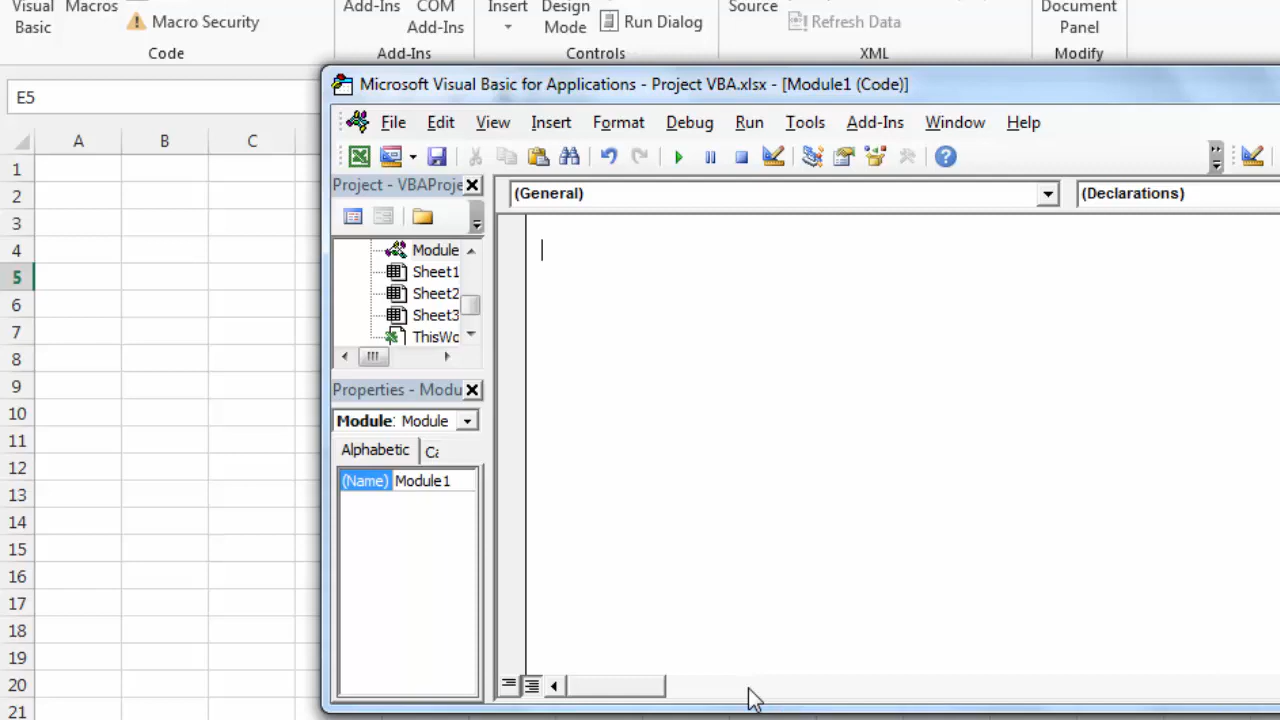 Visual Basic
Macros
Macro Security
Code
Add-Ins
COM Add-Ins
Add-Ins
Insert
Design Mode
Run Dialog
Controls
Source
Refresh Data
XML
Document Panel
Modify
E5
A B C
1
2
3
4
5
6
7
8
9
10
11
12
13
14
15
16
17
18
19
20
21
Microsoft Visual Basic for Applications - Project VBA.xlsx - [Module1 (Code)]
File Edit View Insert Format Debug Run Tools Add-Ins Window Help
Project - VBAProje
(General)
(Declarations)
Module
Sheet1
Sheet2
Sheet3
ThisWo
Properties - Modu
Module: Module
Alphabetic
Ca
(Name) Module1